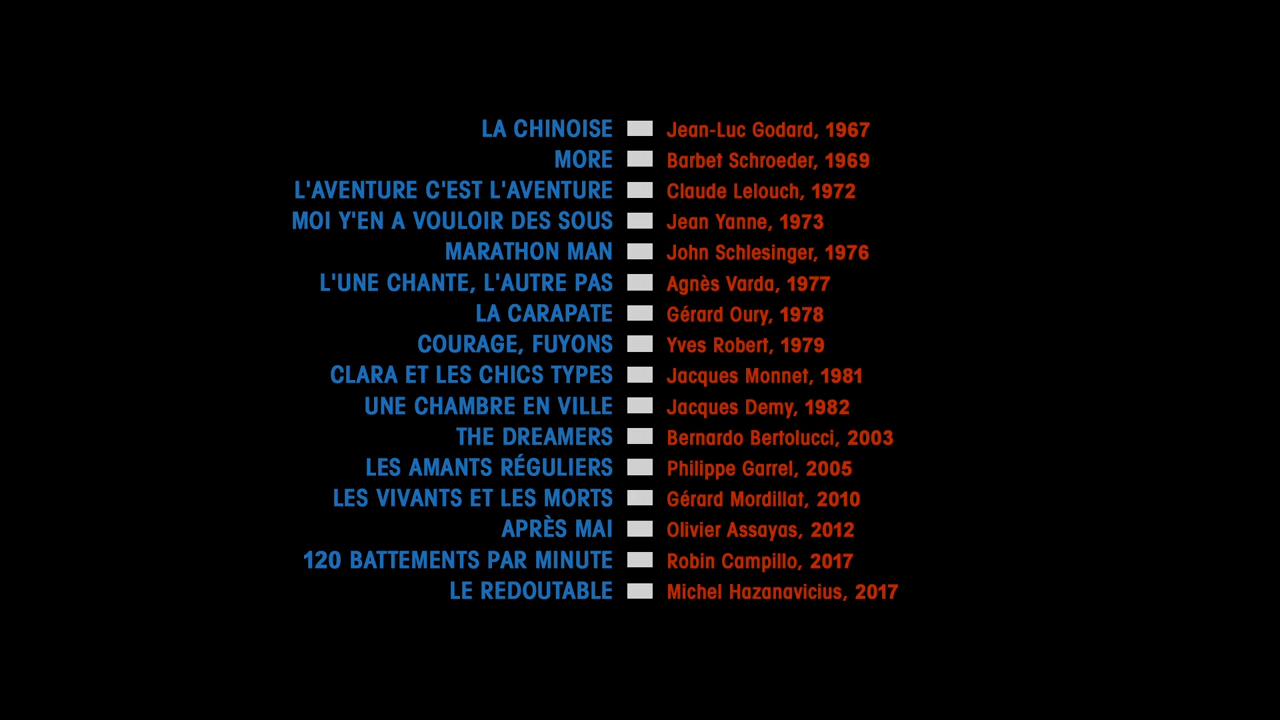 LA CHINOISE Jean-Luc Godard, 1967
MORE Barbet Schroeder, 1969
L'AVENTURE C'EST L'AVENTURE Claude Lelouch, 1972
MOI Y'EN A VOULOIR DES SOUS Jean Yanne, 1973
MARATHON MAN John Schlesinger, 1976
L'UNE CHANTE, L'AUTRE PAS Agnès Varda, 1977
LA CARAPATE Gérard Oury, 1978
COURAGE, FUYONS Yves Robert, 1979
CLARA ET LES CHICS TYPES Jacques Monnet, 1981
UNE CHAMBRE EN VILLE Jacques Demy, 1982
THE DREAMERS Bernardo Bertolucci, 2003
LES AMANTS RÉGULIERS Philippe Garrel, 2005
LES VIVANTS ET LES MORTS Gérard Mordillat, 2010
APRÈS MAI Olivier Assayas, 2012
120 BATTEMENTS PAR MINUTE Robin Campillo, 2017
LE REDOUTABLE Michel Hazanavicius, 2017